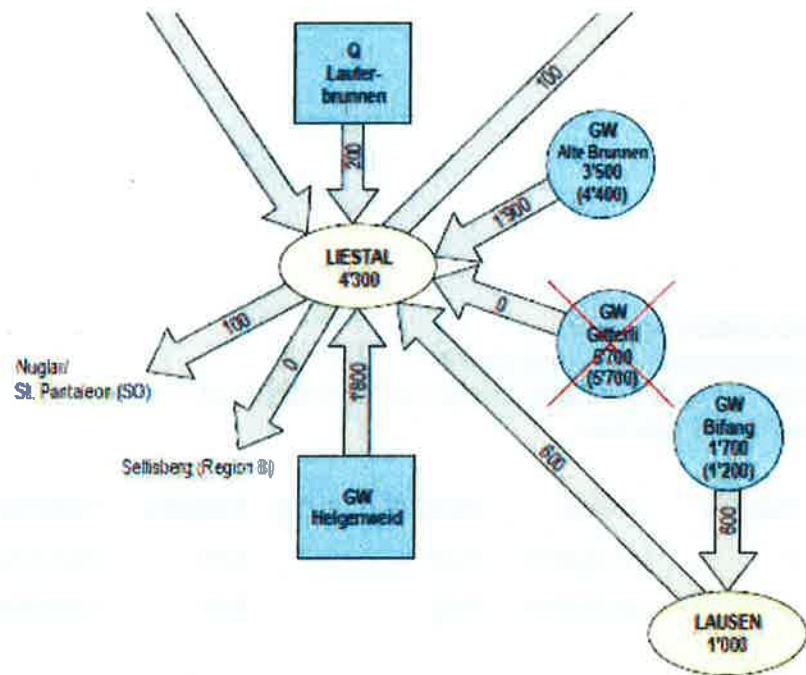 Q
Lauter-
brunnen
100
200
GW
Alte Brunnen
3'500
(4'400)
1'900
LIESTAL
4'300
0
GW
Gitterli
5'700
(5'700)
100
0
Nuglar/
St. Pantaleon (SO)
1'800
Seltisberg (Region 8)
GW
Helgenweid
600
GW
Bifang
1'700
(1'200)
600
LAUSEN
1'000